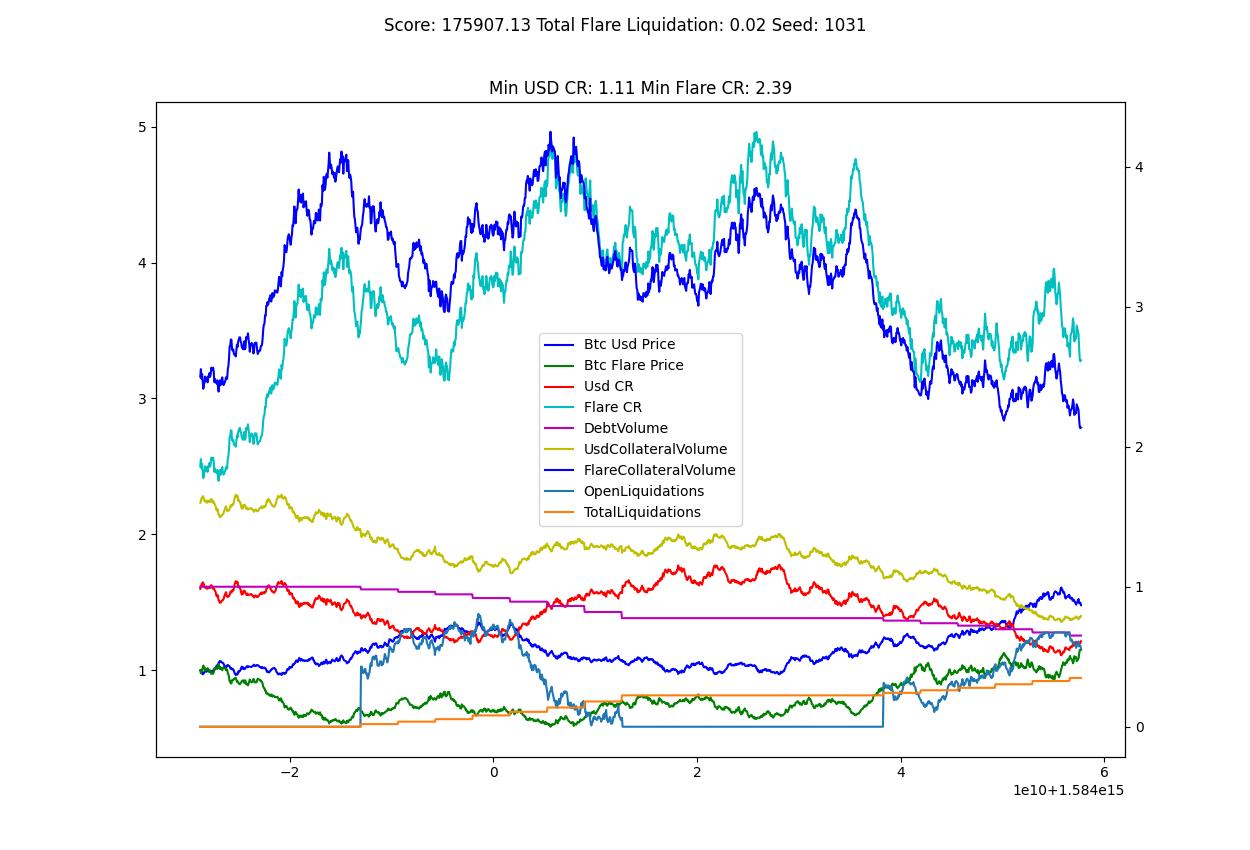 Score: 175907.13 Total Flare Liquidation: 0.02 Seed: 1031
Min USD CR: 1.11 Min Flare CR: 2.39
5
4
3
2
1
4
3
2
1
0
Btc Usd Price
Btc Flare Price
Usd CR
Flare CR
DebtVolume
UsdCollateralVolume
FlareCollateralVolume
OpenLiquidations
TotalLiquidations
−2 0 2 4 6
1e10+1.584e15